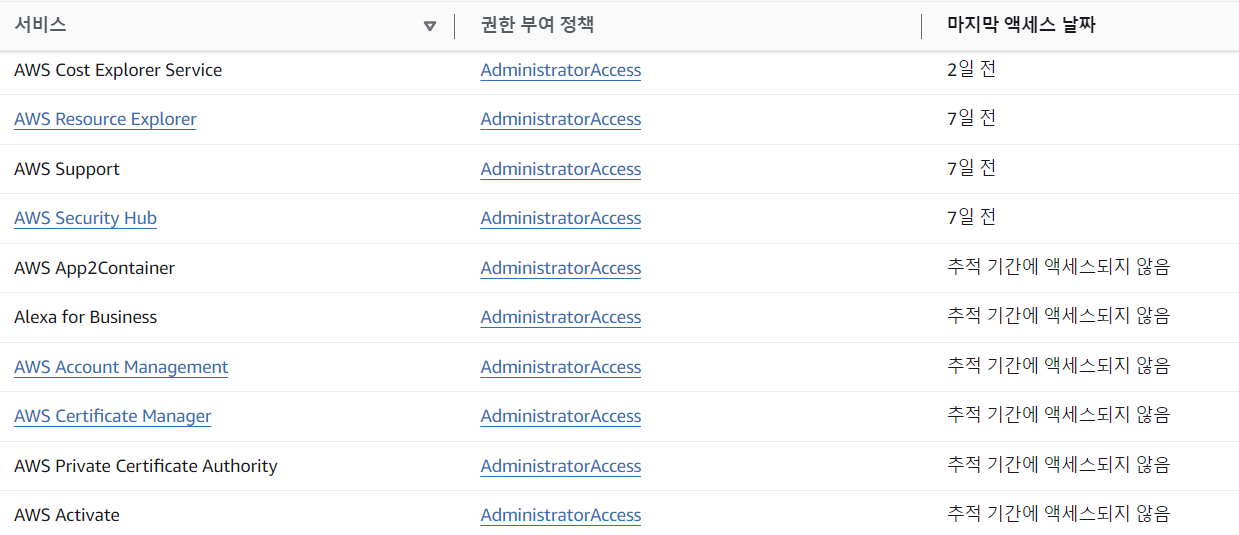 서비스 권한 부여 정책 마지막 액세스 날짜
AWS Cost Explorer Service AdministratorAccess 2일 전
AWS Resource Explorer AdministratorAccess 7일 전
AWS Support AdministratorAccess 7일 전
AWS Security Hub AdministratorAccess 7일 전
AWS App2Container AdministratorAccess 추적 기간에 액세스되지 않음
Alexa for Business AdministratorAccess 추적 기간에 액세스되지 않음
AWS Account Management AdministratorAccess 추적 기간에 액세스되지 않음
AWS Certificate Manager AdministratorAccess 추적 기간에 액세스되지 않음
AWS Private Certificate Authority AdministratorAccess 추적 기간에 액세스되지 않음
AWS Activate AdministratorAccess 추적 기간에 액세스되지 않음